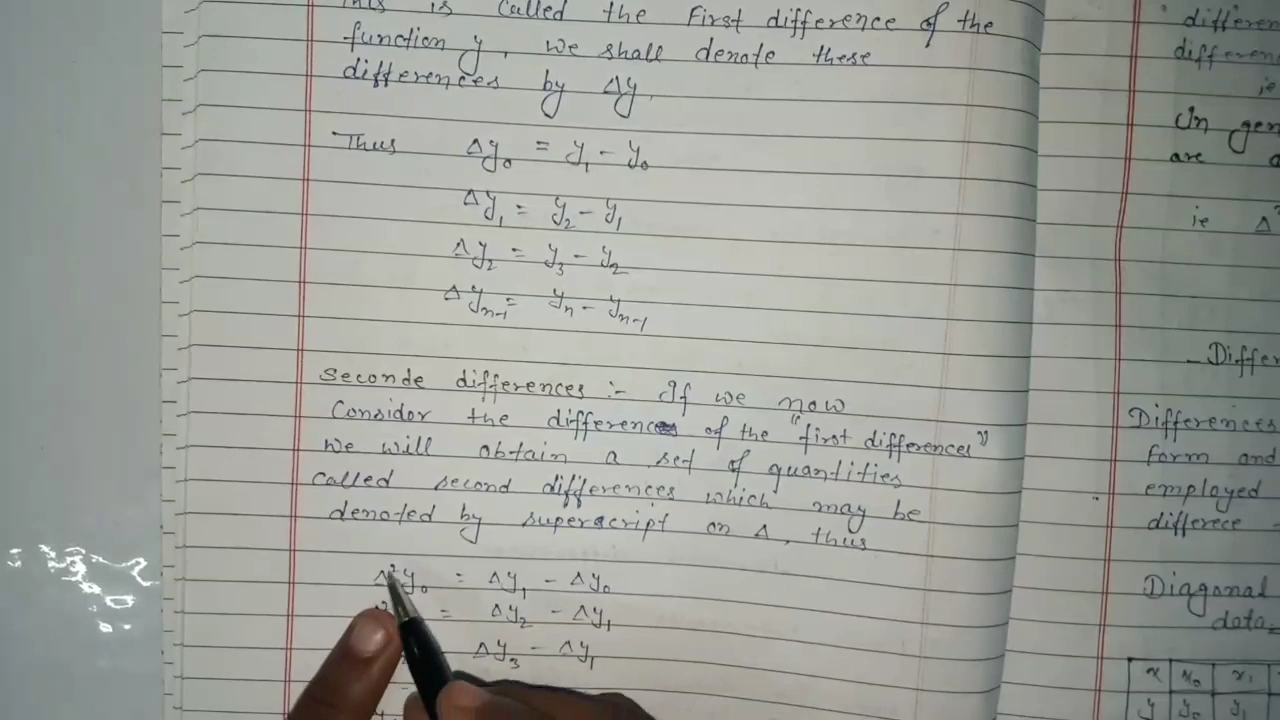 This is called the First difference of the
function y, we shall denote these
differences by Δy.
Thus Δy₀ = y₁ - y₀
Δy₁ = y₂ - y₁
Δy₂ = y₃ - y₂
Δyₙ₋₁ = yₙ - yₙ₋₁
Seconde differences :- If we now
Consider the differences of the "first differences"
we will obtain a set of quantities
called second differences which may be
denoted by superscript on Δ, thus
Δ²y₀ = Δy₁ - Δy₀
= Δy₂ - Δy₁
Δy₃ - Δy₁
differen
differen
ie
In gen
are
ie Δ
Differ
Differences
form and
employed
differece
Diagonal
data
x x₀ x₁
y y₀ y₁